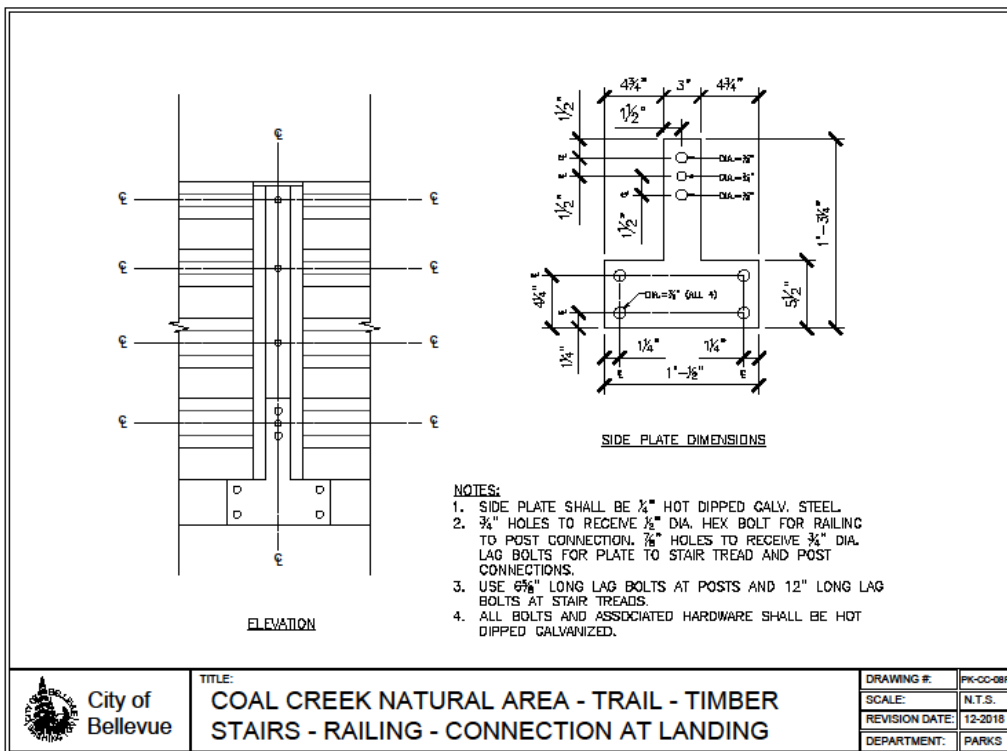 4¾" 3" 4¾"
1½"
1½"
DIA.=⅞"
DIA.=¾"
DIA.=⅞"
1½"
1½"
1'-3¼"
4¼"
DIA.=⅞" (ALL 4)
5½"
1¼"
1¼" 1¼"
1'-½"
SIDE PLATE DIMENSIONS
℄
℄ ℄
℄ ℄
℄ ℄
℄ ℄
℄
ELEVATION
NOTES:
1. SIDE PLATE SHALL BE ¼" HOT DIPPED GALV. STEEL.
2. ¾" HOLES TO RECEIVE ½" DIA. HEX BOLT FOR RAILING
TO POST CONNECTION. ⅞" HOLES TO RECEIVE ¾" DIA.
LAG BOLTS FOR PLATE TO STAIR TREAD AND POST
CONNECTIONS.
3. USE LONG LAG BOLTS AT POSTS AND 12" LONG LAG
BOLTS AT STAIR TREADS.
4. ALL BOLTS AND ASSOCIATED HARDWARE SHALL BE HOT
DIPPED GALVANIZED.
City of
Bellevue
TITLE:
COAL CREEK NATURAL AREA - TRAIL - TIMBER
STAIRS - RAILING - CONNECTION AT LANDING
DRAWING #:
SCALE: N.T.S.
REVISION DATE: 12-2018
DEPARTMENT: PARKS